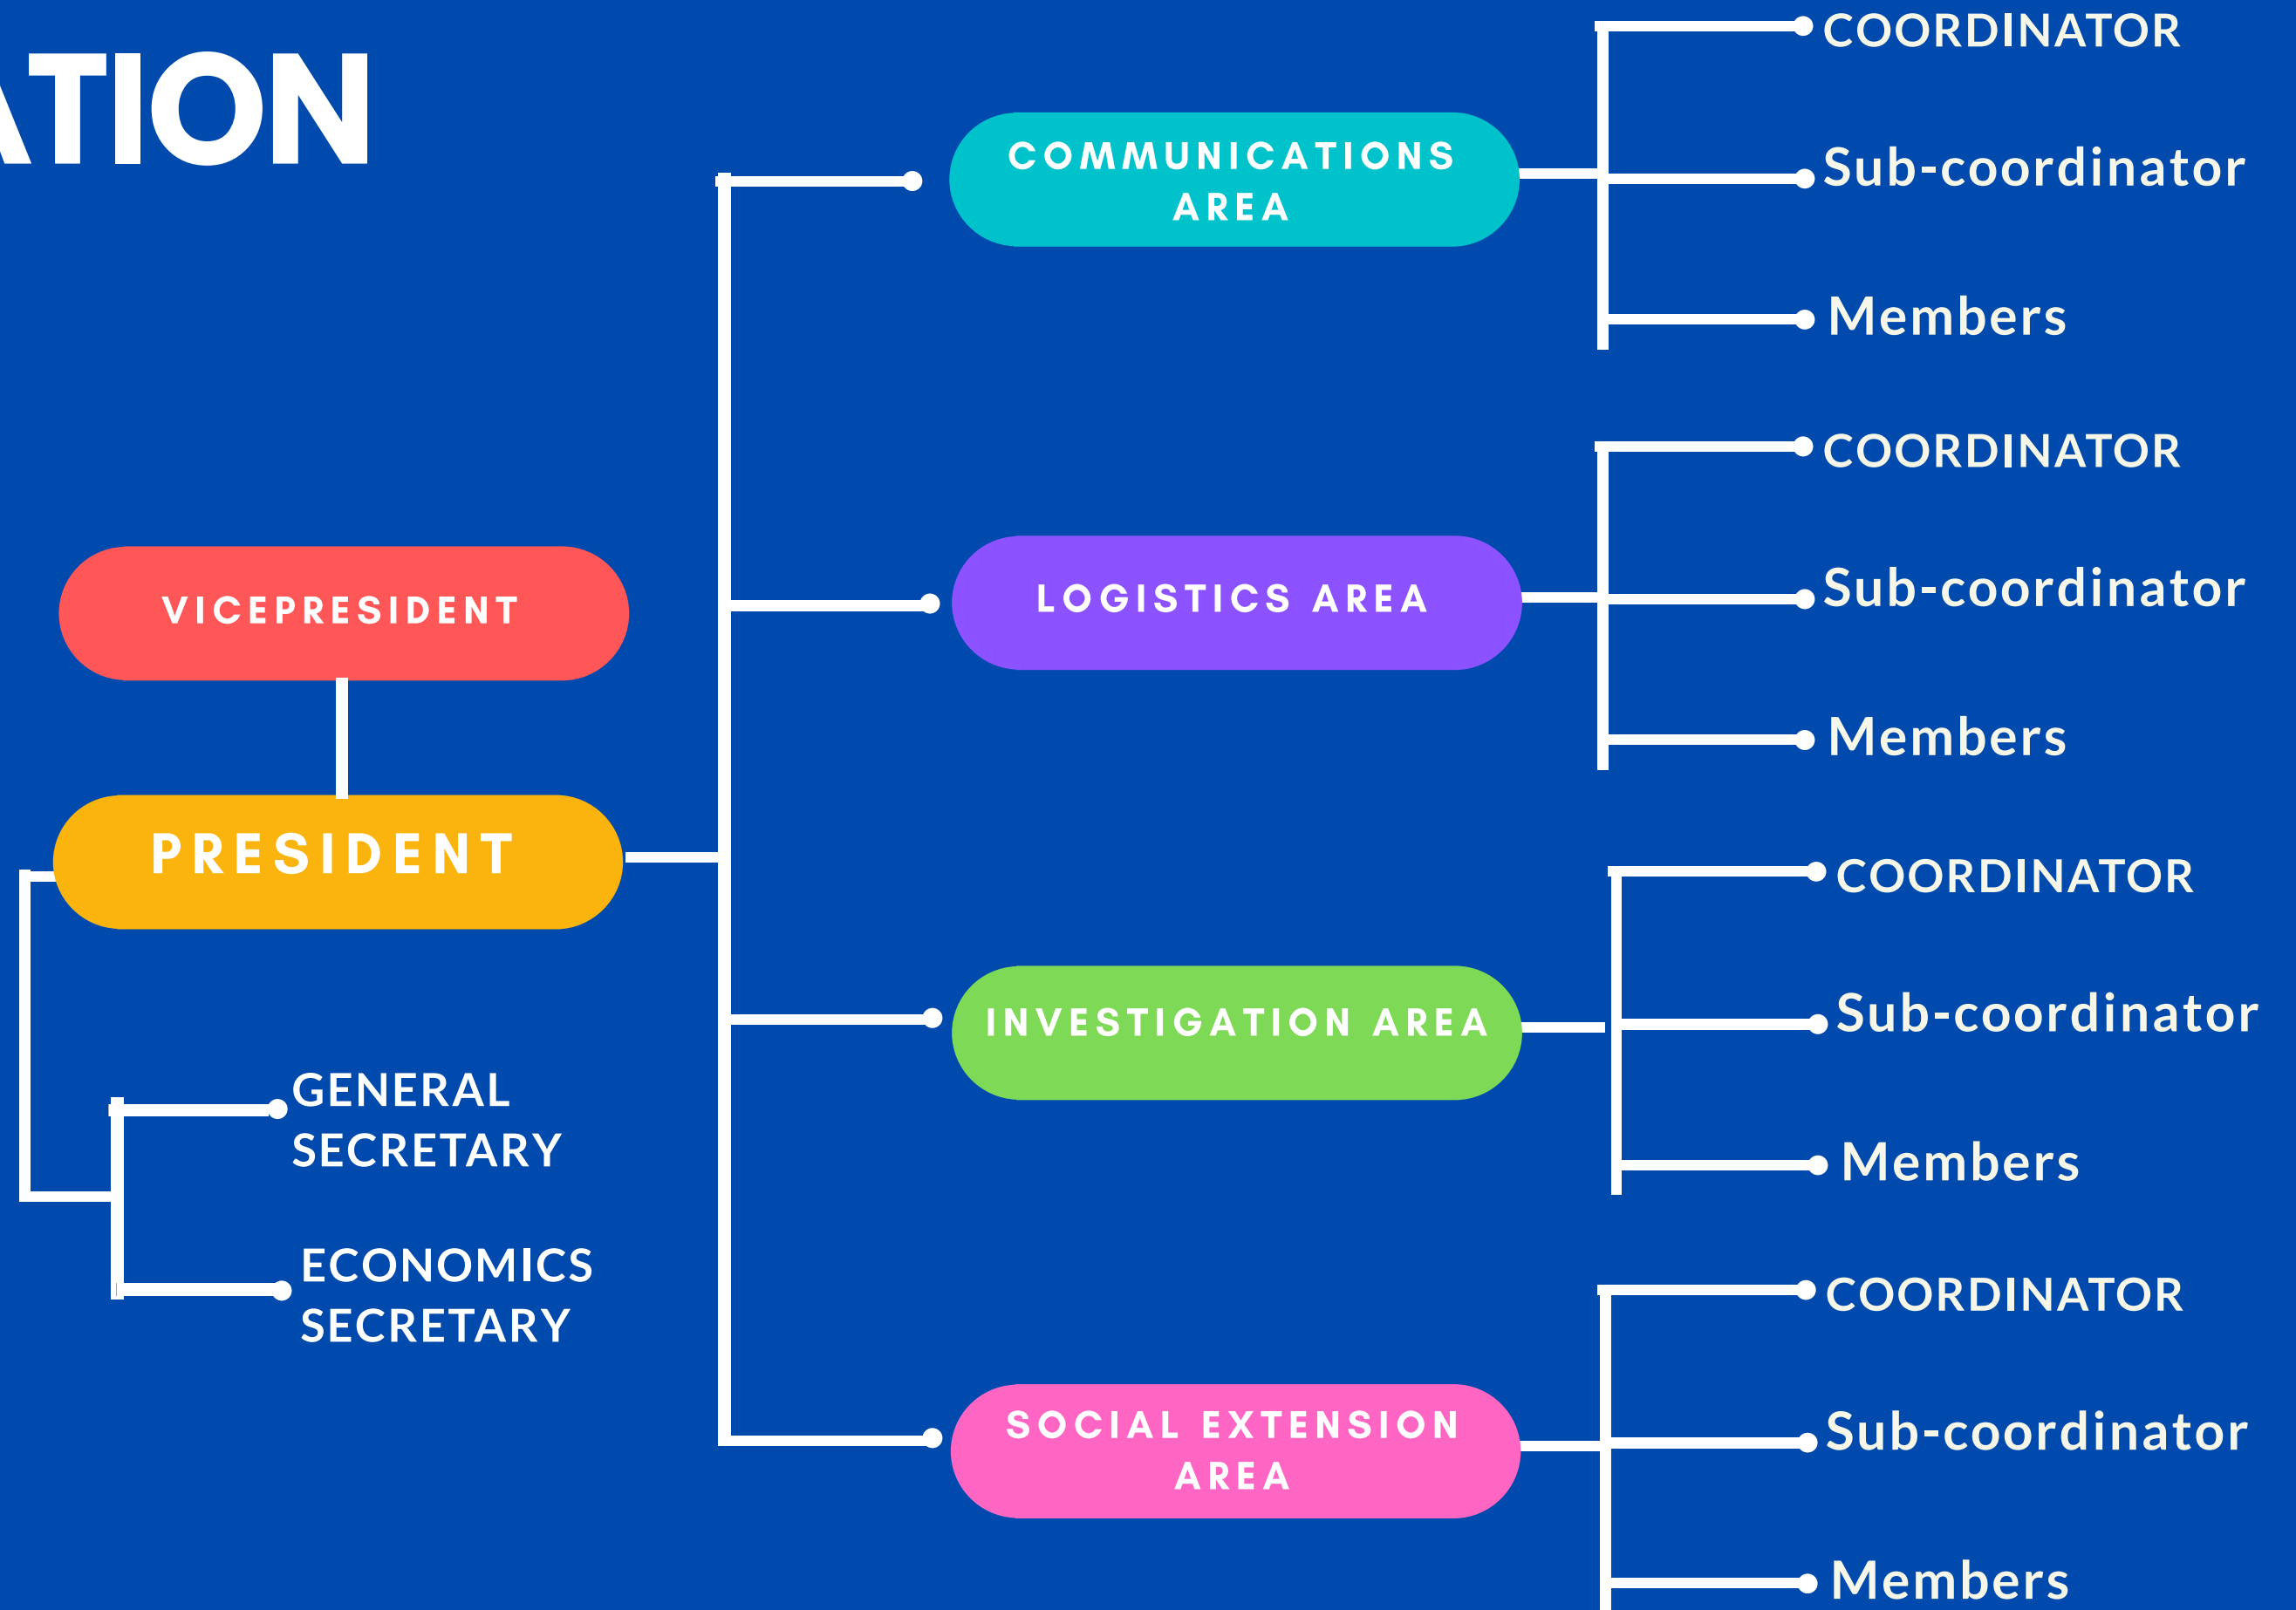 ATION
VICEPRESIDENT
PRESIDENT
GENERAL
SECRETARY
ECONOMICS
SECRETARY
COMMUNICATIONS
AREA
COORDINATOR
Sub-coordinator
Members
LOGISTICS AREA
COORDINATOR
Sub-coordinator
Members
INVESTIGATION AREA
COORDINATOR
Sub-coordinator
Members
SOCIAL EXTENSION
AREA
COORDINATOR
Sub-coordinator
Members